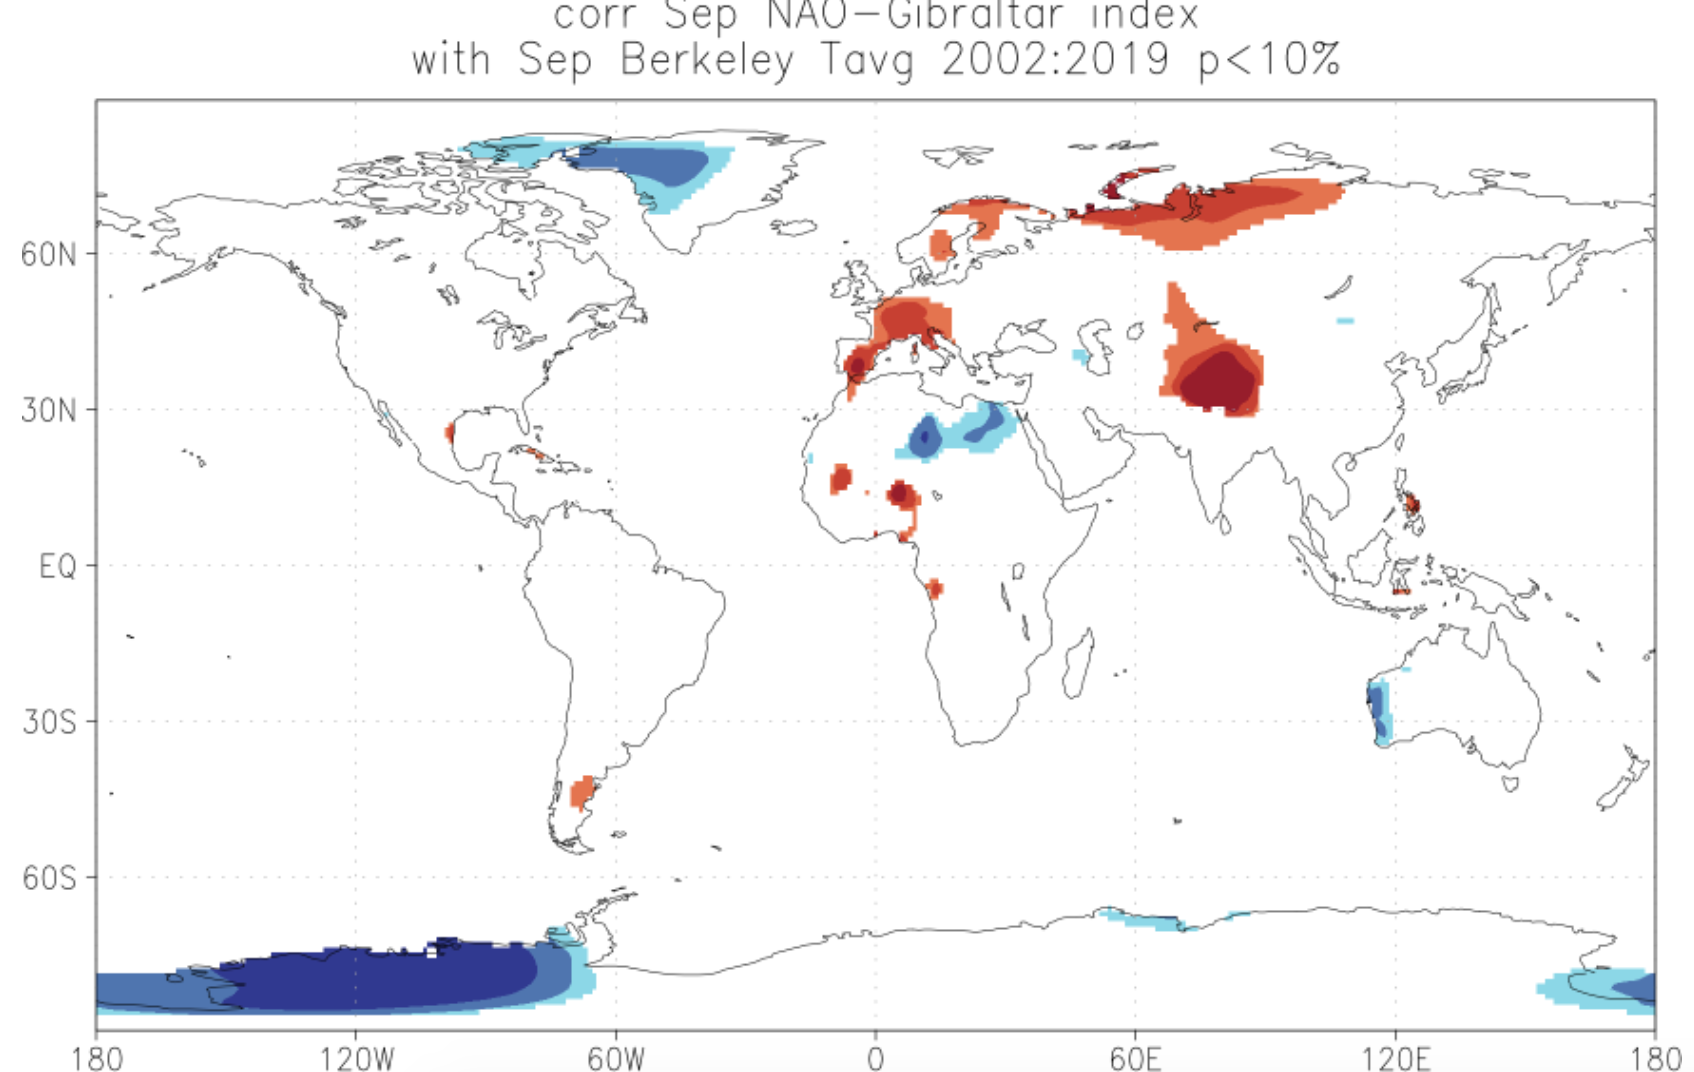 corr Sep NAO-Gibraltar index
with Sep Berkeley Tavg 2002:2019 p<10%
60N
30N
EQ
30S
60S
180 120W 60W 0 60E 120E 180